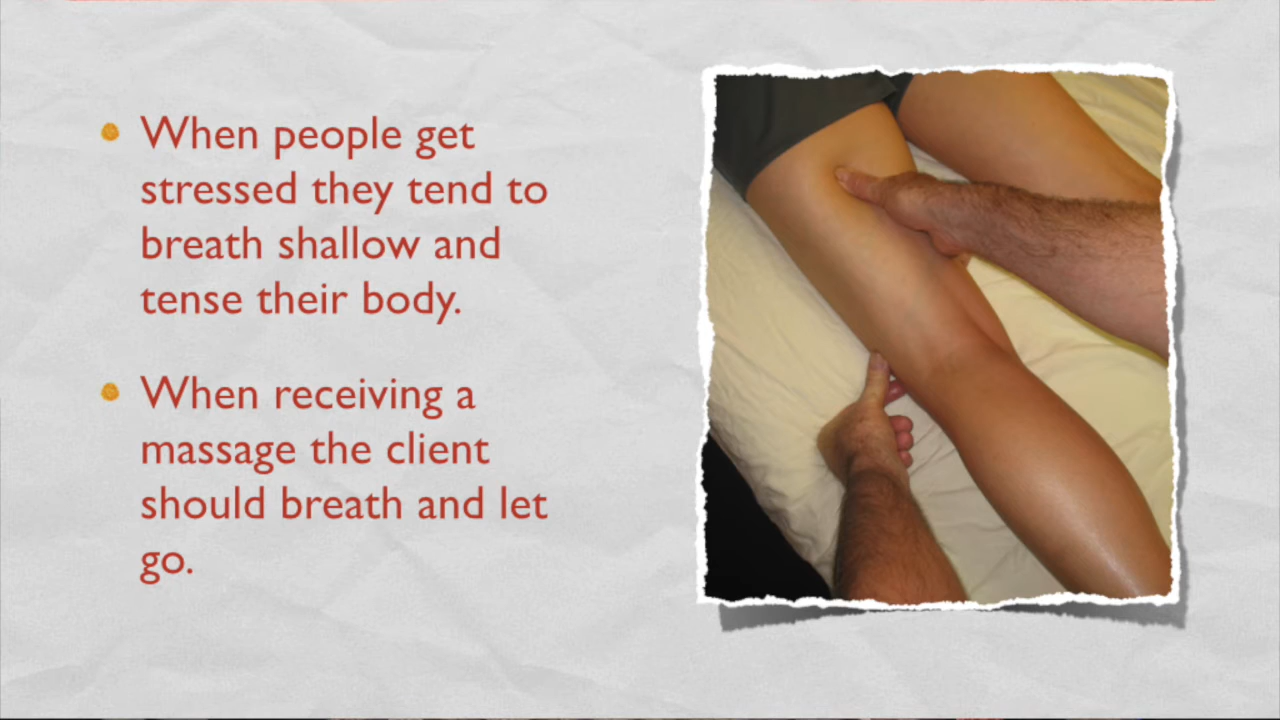 When people get
stressed they tend to
breath shallow and
tense their body.
When receiving a
massage the client
should breath and let
go.